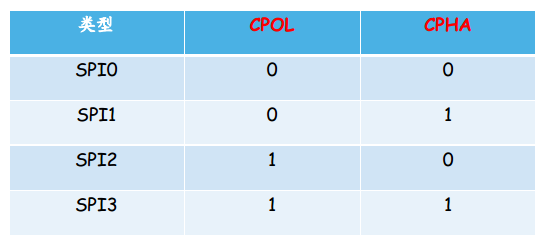 类型 CPOL CPHA
SPI0 0 0
SPI1 0 1
SPI2 1 0
SPI3 1 1